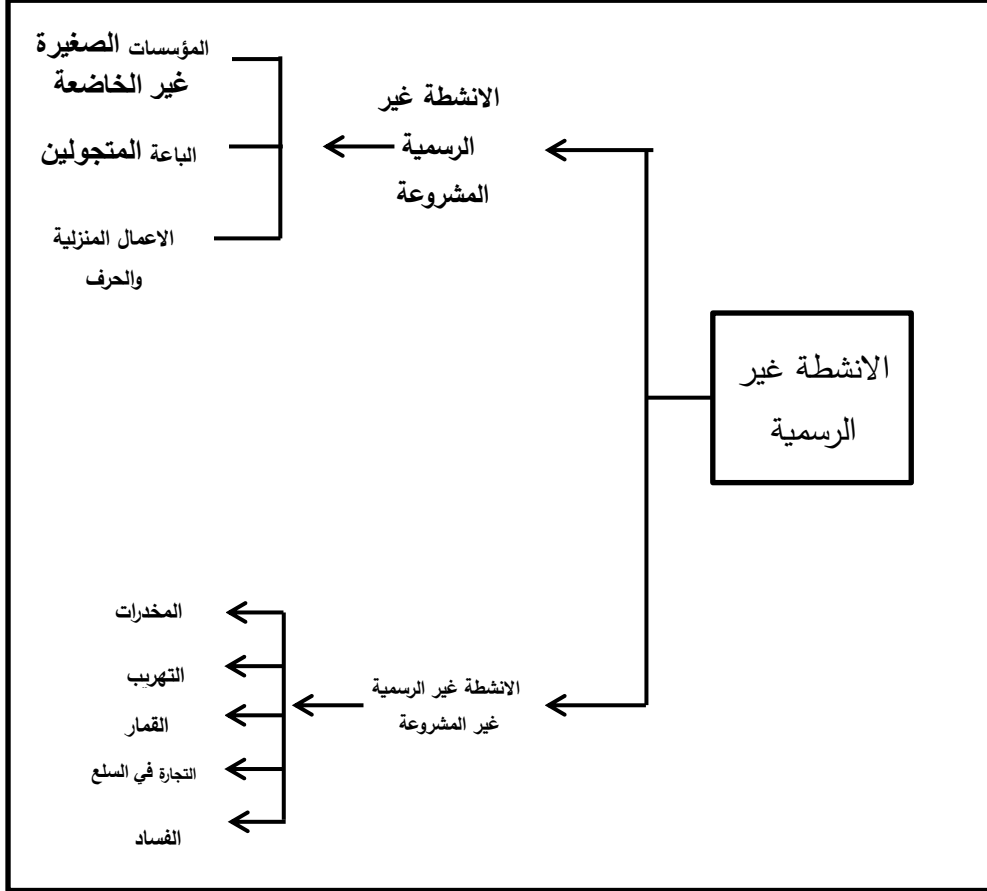 الانشطة غير
الرسمية
الانشطة غير
الرسمية
المشروعة
المؤسسات الصغيرة
غير الخاضعة
الباعة المتجولين
الاعمال المنزلية
والحرف
الانشطة غير الرسمية
غير المشروعة
المخدرات
التهريب
القمار
التجارة في السلع
الفساد